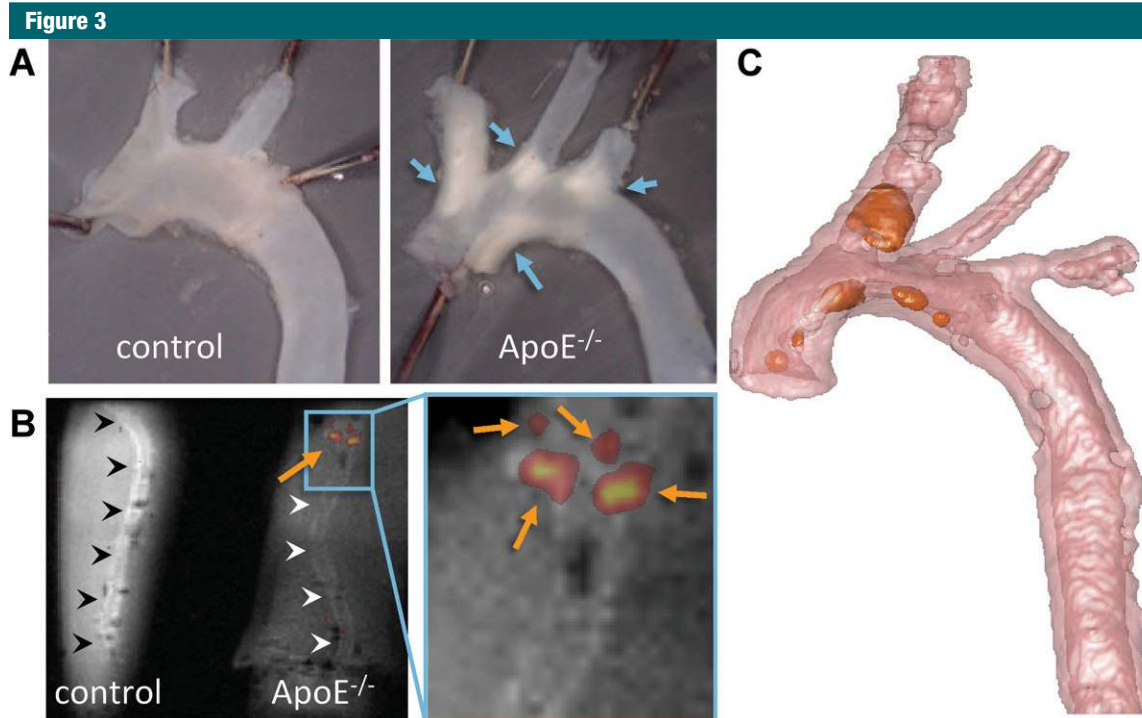 Figure 3
A
control
ApoE-/-
B
control
ApoE-/-
C